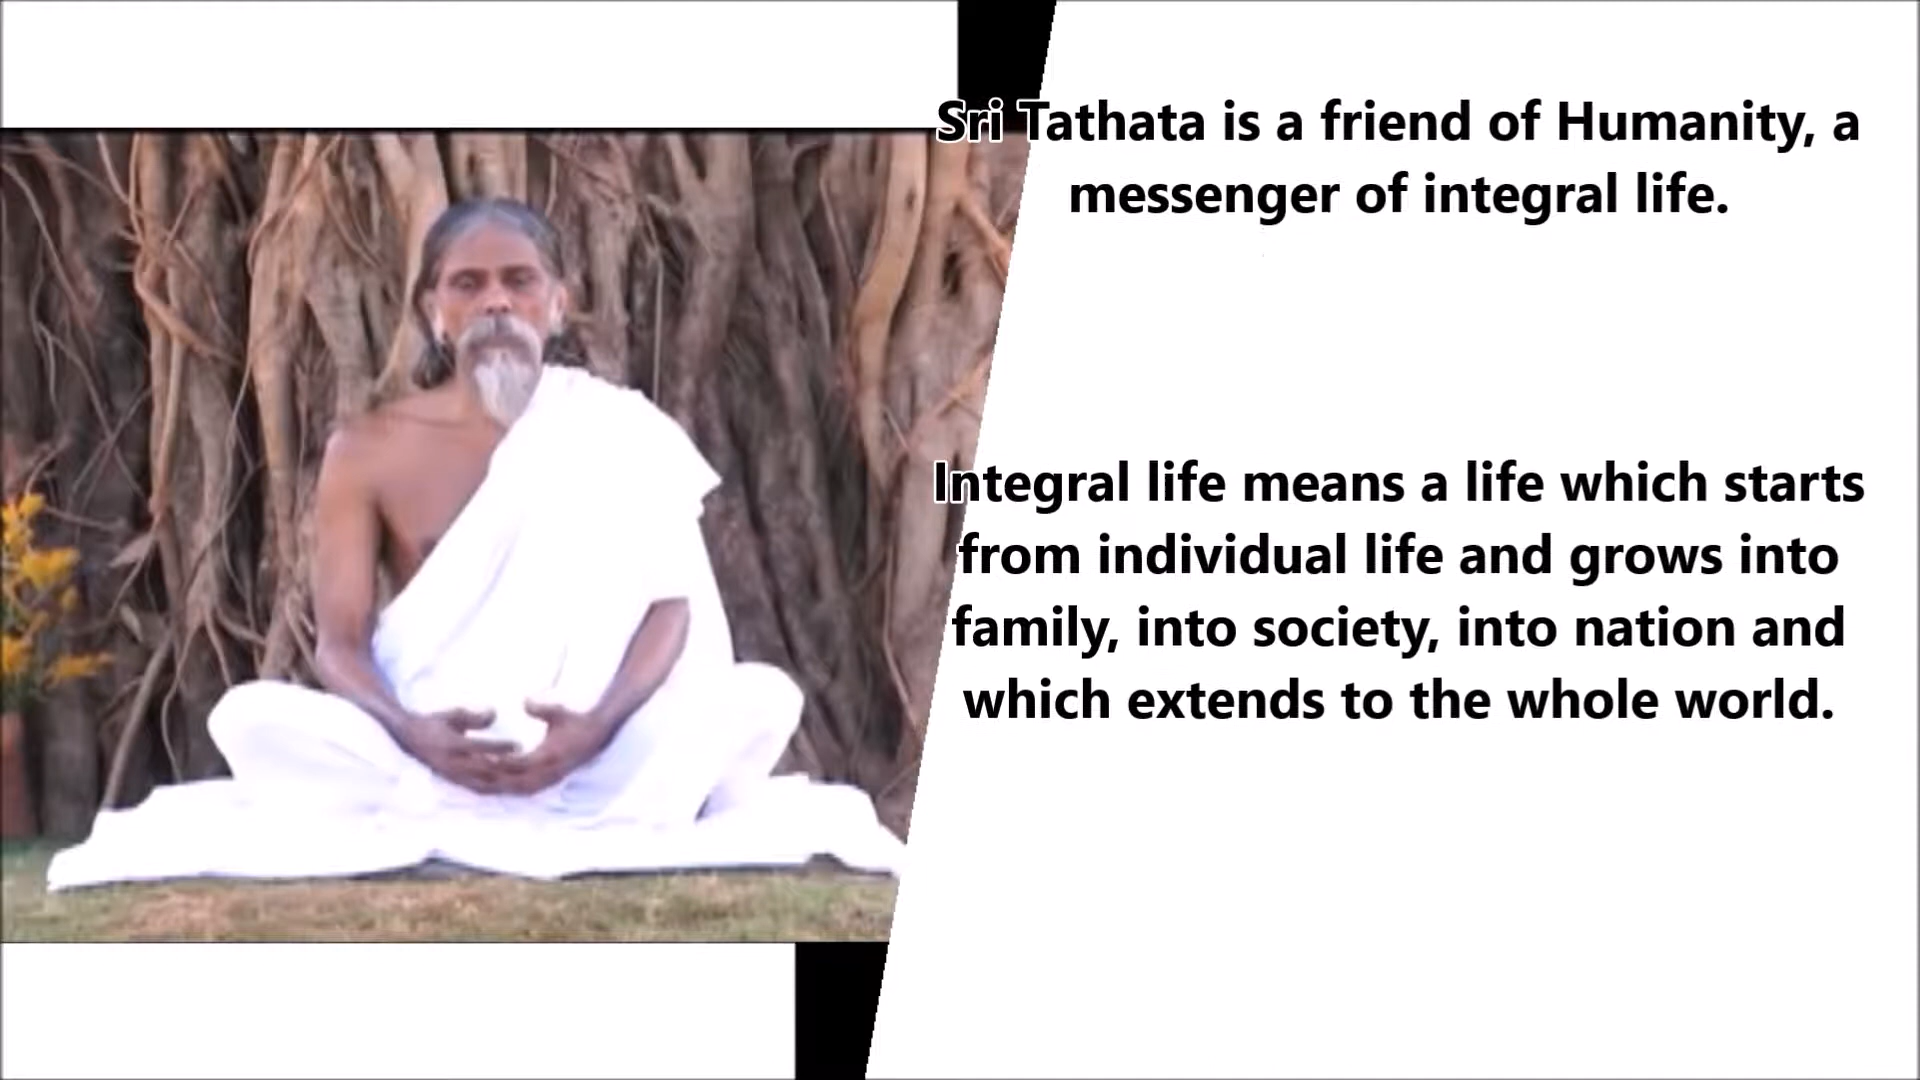 Sri Tathata is a friend of Humanity, a
messenger of integral life.
Integral life means a life which starts
from individual life and grows into
family, into society, into nation and
which extends to the whole world.